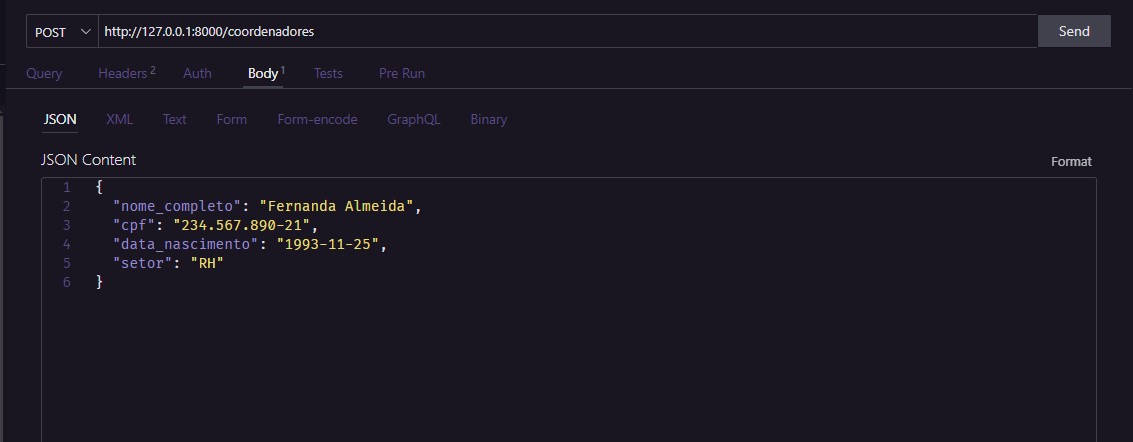 POST http://127.0.0.1:8000/coordenadores Send
Query Headers 2 Auth Body 1 Tests Pre Run
JSON XML Text Form Form-encode GraphQL Binary
JSON Content Format
1 {
2 "nome_completo": "Fernanda Almeida",
3 "cpf": "234.567.890-21",
4 "data_nascimento": "1993-11-25",
5 "setor": "RH"
6 }